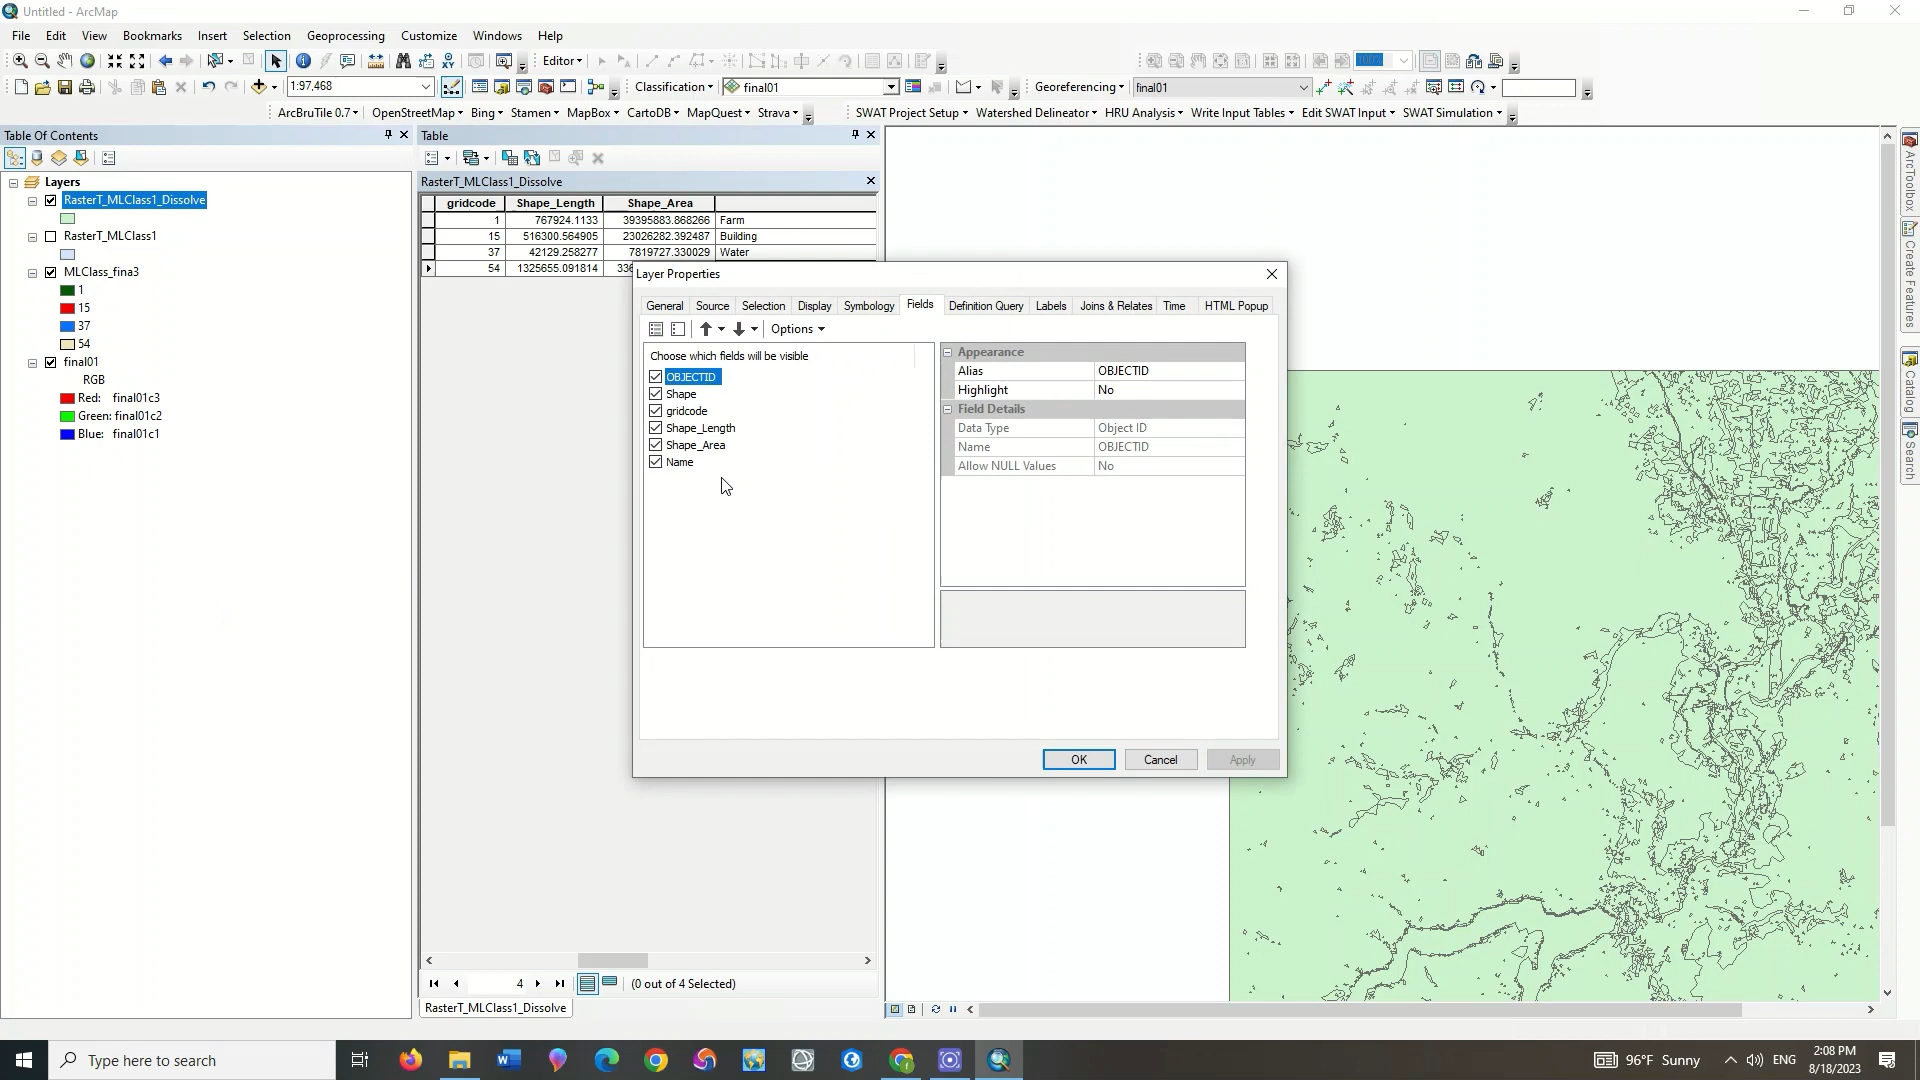 Untitled - ArcMap
File Edit View Bookmarks Insert Selection Geoprocessing Customize Windows Help
Editor
1:97,468 Classification final01 Georeferencing final01
ArcBruTile 0.7 OpenStreetMap Bing Stamen MapBox CartoDB MapQuest Strava SWAT Project Setup Watershed Delineator HRU Analysis Write Input Tables Edit SWAT Input SWAT Simulation
Table Of Contents
Layers
RasterT_MLClass1_Dissolve
RasterT_MLClass1
MLClass_fina3
1
15
37
54
final01
RGB
Red: final01c3
Green: final01c2
Blue: final01c1
Table
RasterT_MLClass1_Dissolve
gridcode Shape_Length Shape_Area
1 767924.1133 39395883.868266 Farm
15 516300.564905 23026282.392487 Building
37 42129.258277 7819727.330029 Water
54 1325655.091814 336
Layer Properties
General Source Selection Display Symbology Fields Definition Query Labels Joins & Relates Time HTML Popup
Options
Choose which fields will be visible
OBJECTID
Shape
gridcode
Shape_Length
Shape_Area
Name
Appearance
Alias OBJECTID
Highlight No
Field Details
Data Type Object ID
Name OBJECTID
Allow NULL Values No
OK Cancel Apply
4 (0 out of 4 Selected)
RasterT_MLClass1_Dissolve
ArcToolbox
Create Features
Catalog
Search
Type here to search
96°F Sunny
ENG
2:08 PM
8/18/2023